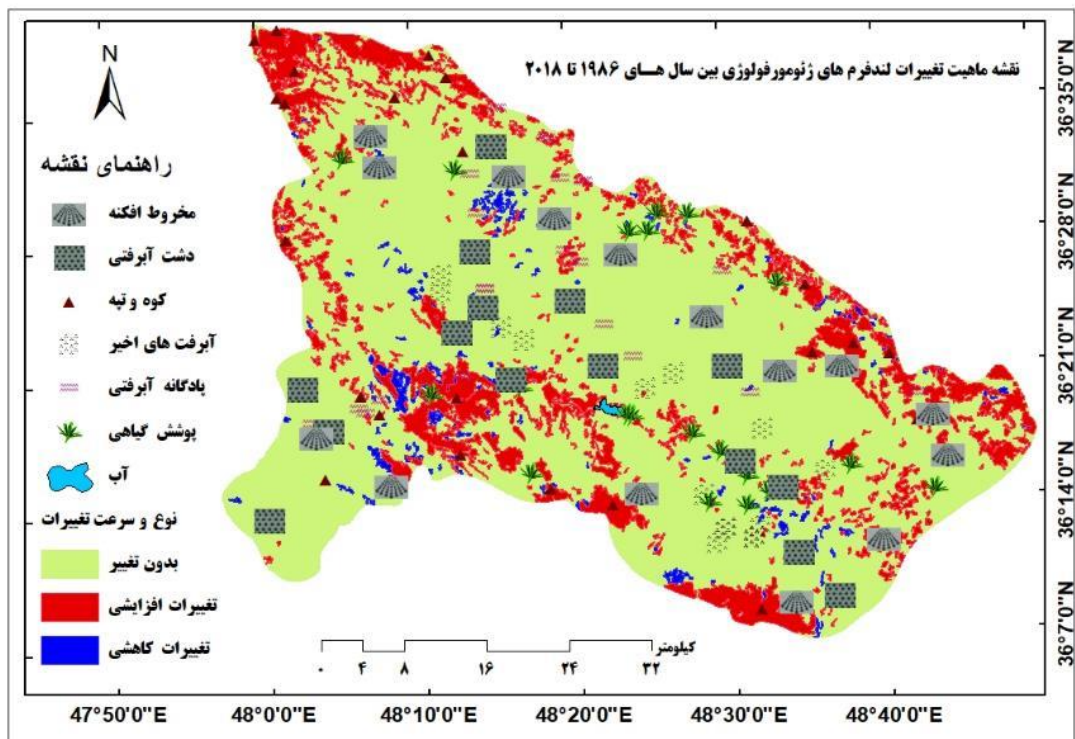 نقشه ماهیت تغییرات لندفرم های ژئومورفولوژی بین سال هـــای ۱۹۸۶ تا ۲۰۱۸
N
راهنمای نقشه
مخروط افکنه
دشت آبرفتی
کوه و تپه
آبرفت های اخیر
پادگانه آبرفتی
پوشش گیاهی
آب
نوع و سرعت تغییرات
بدون تغییر
تغییرات افزایشی
تغییرات کاهشی
کیلومتر
۰ ۴ ۸ ۱۶ ۲۴ ۳۲
36°35'0"N
36°28'0"N
36°21'0"N
36°14'0"N
36°7'0"N
47°50'0"E 48°0'0"E 48°10'0"E 48°20'0"E 48°30'0"E 48°40'0"E